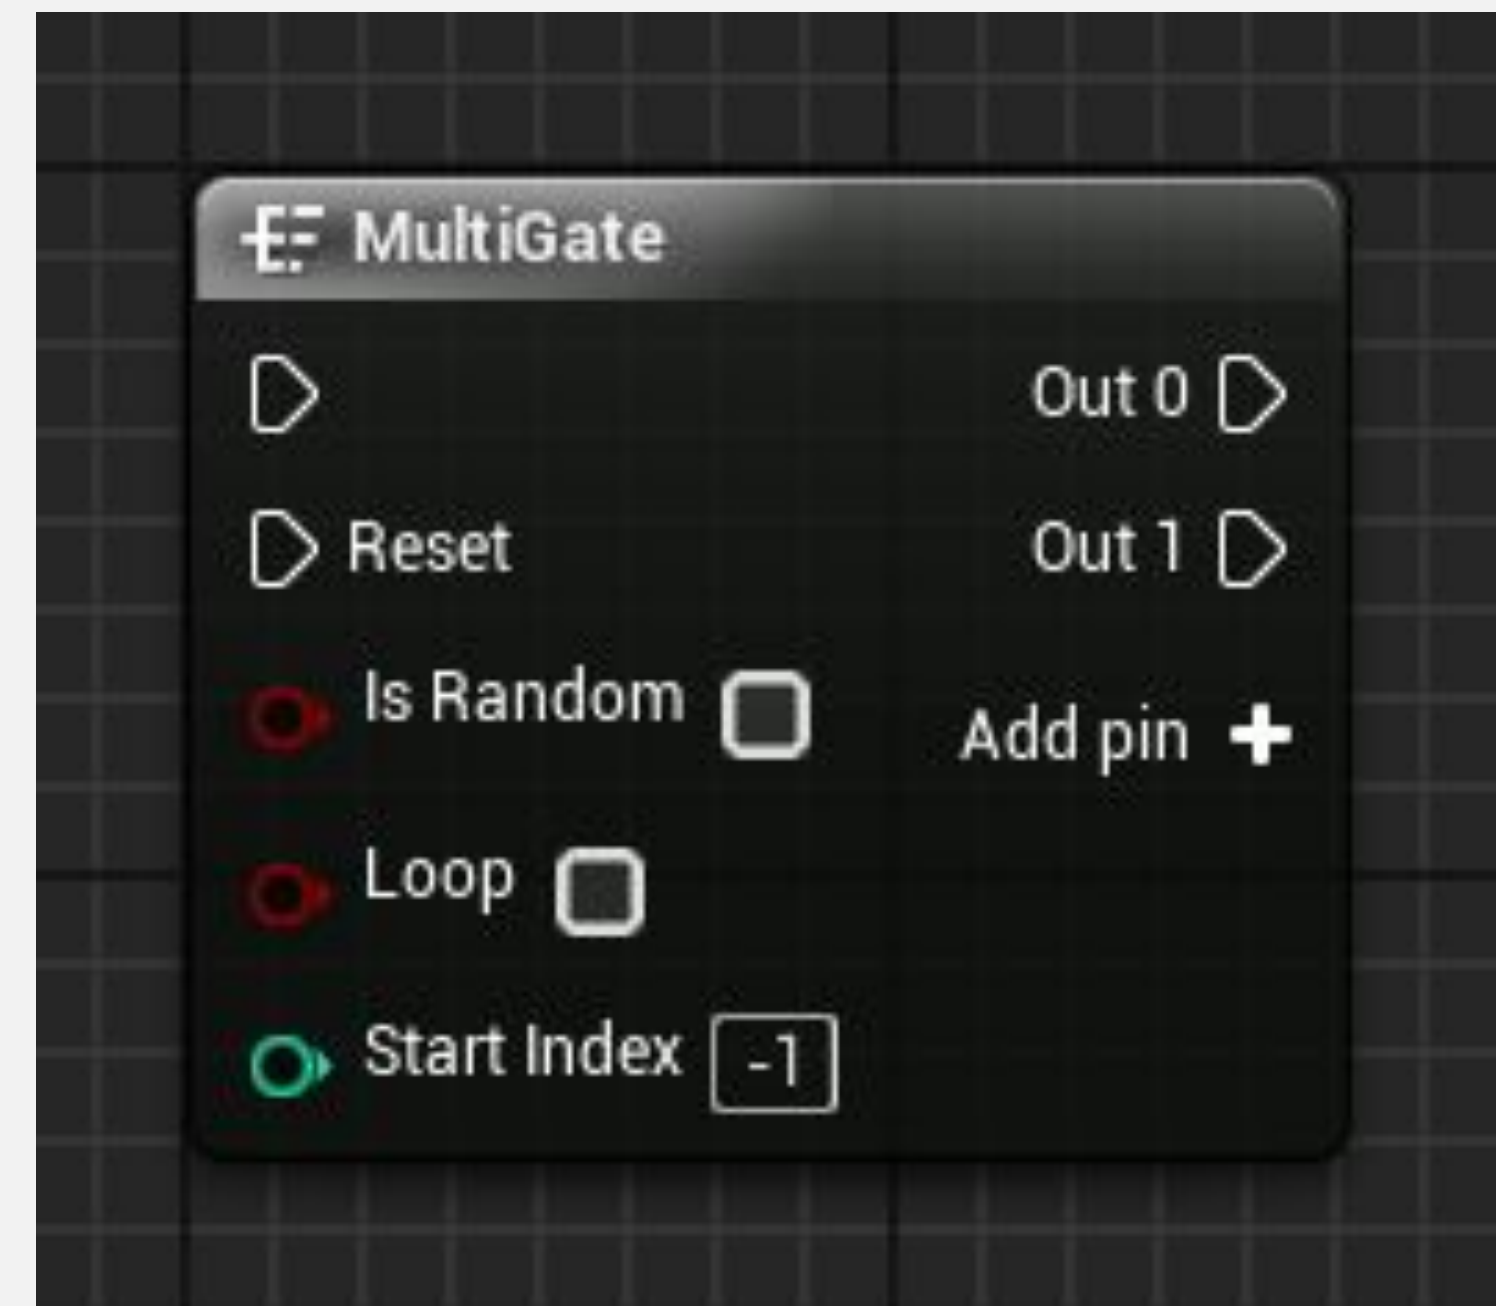 MultiGate
Out 0
Reset
Out 1
Is Random
Add pin
Loop
Start Index -1